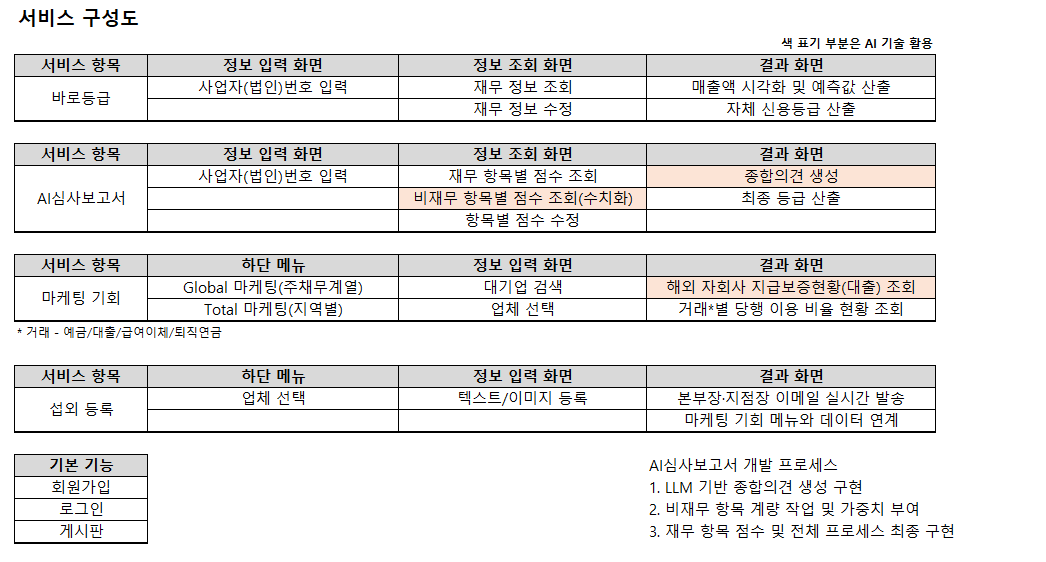 서비스 구성도
색 표기 부분은 AI 기술 활용
서비스 항목 정보 입력 화면 정보 조회 화면 결과 화면
바로등급 사업자(법인)번호 입력 재무 정보 조회 매출액 시각화 및 예측값 산출
재무 정보 수정 자체 신용등급 산출
서비스 항목 정보 입력 화면 정보 조회 화면 결과 화면
AI심사보고서 사업자(법인)번호 입력 재무 항목별 점수 조회 종합의견 생성
비재무 항목별 점수 조회(수치화) 최종 등급 산출
항목별 점수 수정
서비스 항목 하단 메뉴 정보 입력 화면 결과 화면
마케팅 기회 Global 마케팅(주채무계열) 대기업 검색 해외 자회사 지급보증현황(대출) 조회
Total 마케팅(지역별) 업체 선택 거래*별 당행 이용 비율 현황 조회
* 거래 - 예금/대출/급여이체/퇴직연금
서비스 항목 하단 메뉴 정보 입력 화면 결과 화면
섭외 등록 업체 선택 텍스트/이미지 등록 본부장·지점장 이메일 실시간 발송
마케팅 기회 메뉴와 데이터 연계
기본 기능
회원가입
로그인
게시판
AI심사보고서 개발 프로세스
1. LLM 기반 종합의견 생성 구현
2. 비재무 항목 계량 작업 및 가중치 부여
3. 재무 항목 점수 및 전체 프로세스 최종 구현